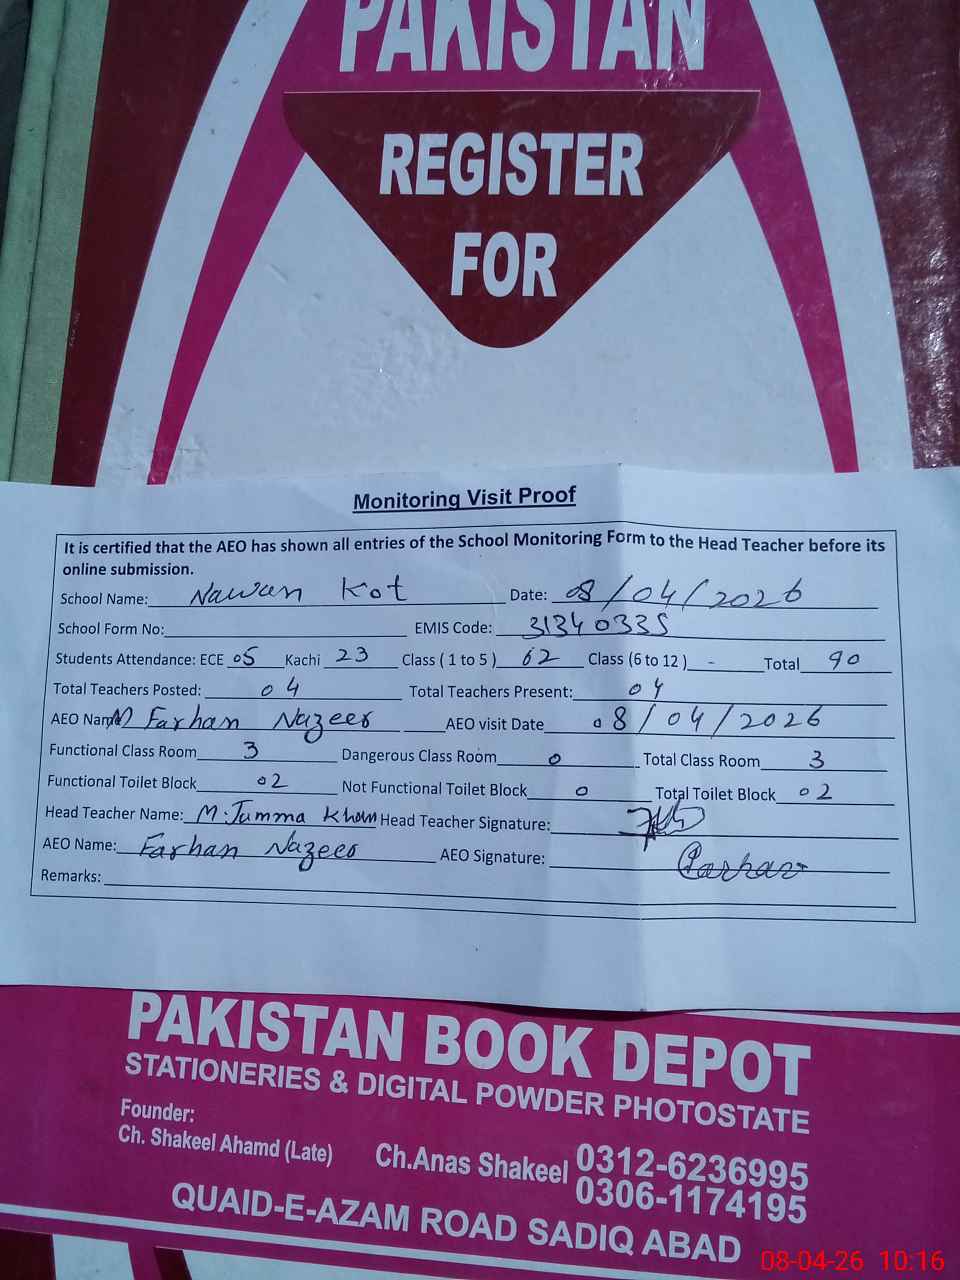 PAKISTAN
REGISTER
FOR
Monitoring Visit Proof
It is certified that the AEO has shown all entries of the School Monitoring Form to the Head Teacher before its
online submission.
School Name: Nawan Kot Date: 08/04/2026
School Form No: EMIS Code: 31340335
Students Attendance: ECE 05 Kachi 23 Class ( 1 to 5 ) 62 Class (6 to 12 ) - Total 90
Total Teachers Posted: 04 Total Teachers Present: 04
AEO Name M Farhan Nazeer AEO visit Date 08/04/2026
Functional Class Room 3 Dangerous Class Room 0 Total Class Room 3
Functional Toilet Block 02 Not Functional Toilet Block 0 Total Toilet Block 02
Head Teacher Name: M. Jumma Khan Head Teacher Signature:
AEO Name: Farhan Nazeer AEO Signature: Farhan
Remarks:
PAKISTAN BOOK DEPOT
STATIONERIES & DIGITAL POWDER PHOTOSTATE
Founder:
Ch. Shakeel Ahamd (Late)
Ch.Anas Shakeel 0312-6236995
0306-1174195
QUAID-E-AZAM ROAD SADIQ ABAD
08-04-26 10:16